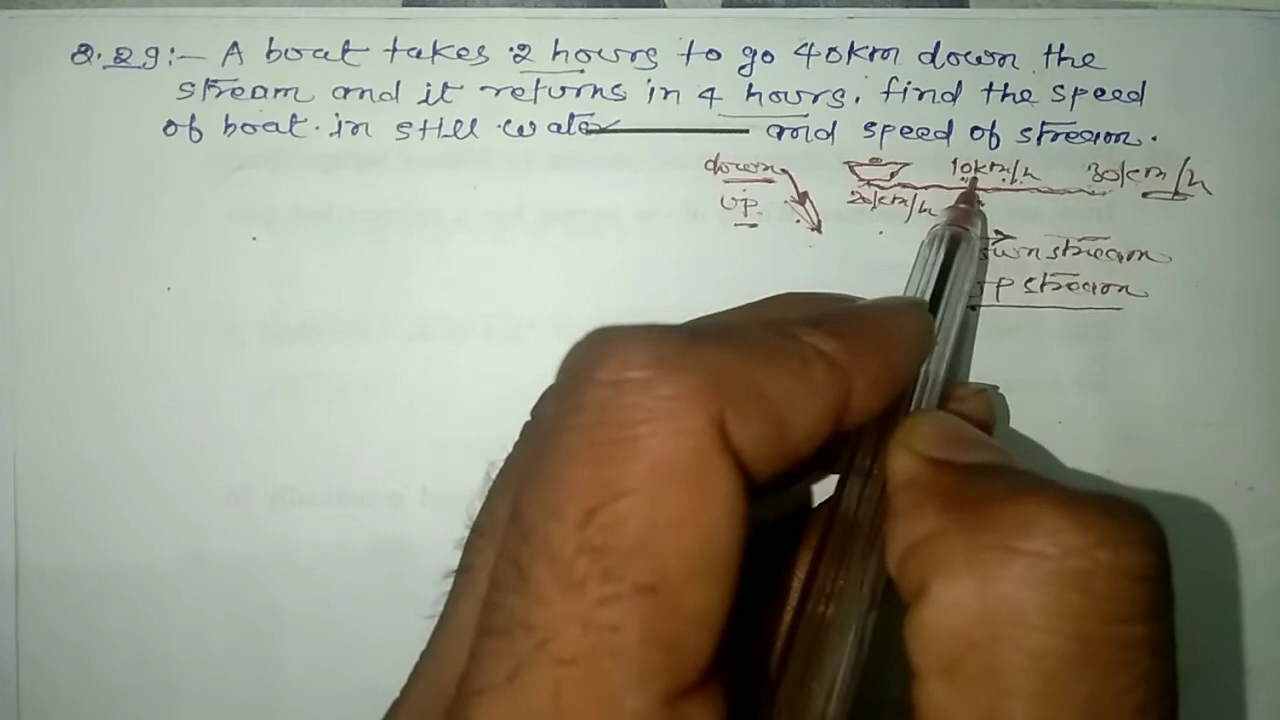 Q.29:- A boat takes 2 hours to go 40km down the
stream and it returns in 4 hours. find the speed
of boat in still water and speed of stream.
down 10km/h 30km/h
up. 20km/h
stream
stream